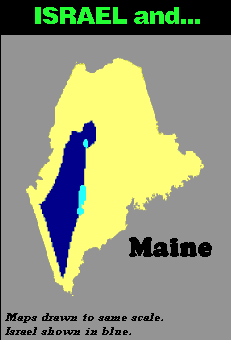 ISRAEL and...
Maine
Maps drawn to same scale.
Israel shown in blue.